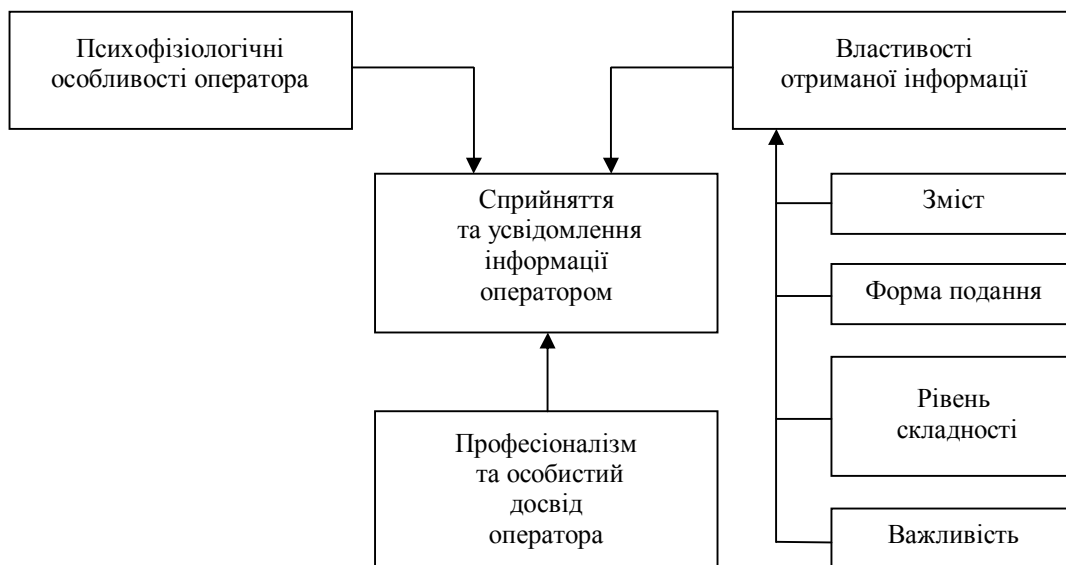 Психофізіологічні
особливості оператора
Властивості
отриманої інформації
Сприйняття
та усвідомлення
інформації
оператором
Зміст
Форма подання
Рівень
складності
Професіоналізм
та особистий
досвід
оператора
Важливість